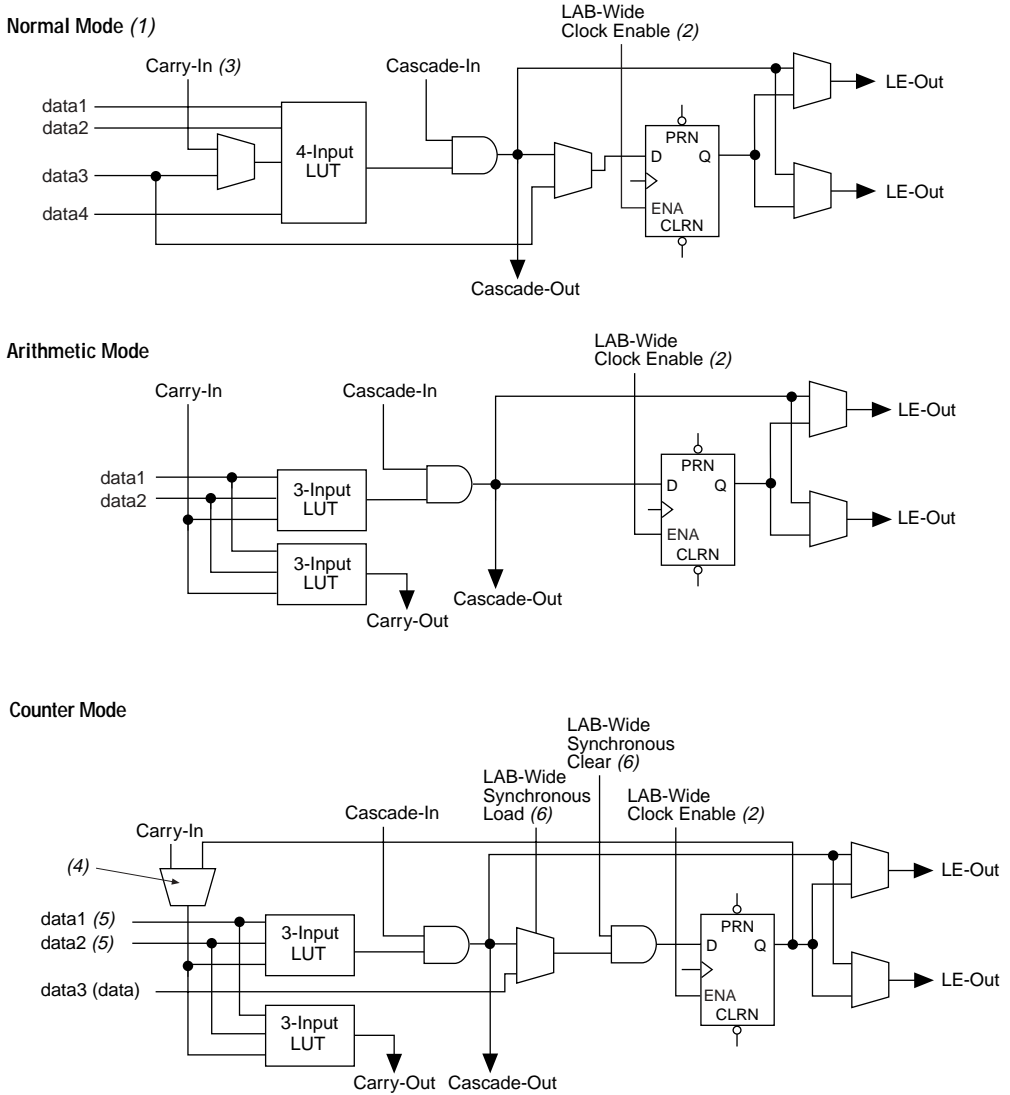 Normal Mode (1)
LAB-Wide
Clock Enable (2)
Carry-In (3)
Cascade-In
data1
data2
data3
data4
4-Input
LUT
PRN
D
Q
ENA
CLRN
LE-Out
LE-Out
Cascade-Out
Arithmetic Mode
LAB-Wide
Clock Enable (2)
Carry-In
Cascade-In
data1
data2
3-Input
LUT
3-Input
LUT
PRN
D
Q
ENA
CLRN
LE-Out
LE-Out
Cascade-Out
Carry-Out
Counter Mode
LAB-Wide
Synchronous
Clear (6)
LAB-Wide
Synchronous
Load (6)
LAB-Wide
Clock Enable (2)
Cascade-In
Carry-In
(4)
data1 (5)
data2 (5)
data3 (data)
3-Input
LUT
3-Input
LUT
PRN
D
Q
ENA
CLRN
LE-Out
LE-Out
Carry-Out
Cascade-Out